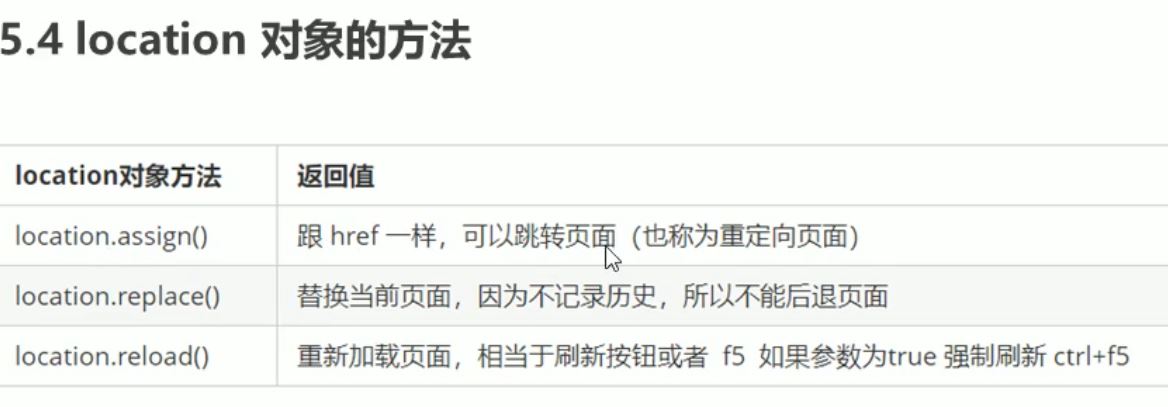 5.4 location 对象的方法
location对象方法 返回值
location.assign() 跟 href 一样，可以跳转页面（也称为重定向页面）
location.replace() 替换当前页面，因为不记录历史，所以不能后退页面
location.reload() 重新加载页面，相当于刷新按钮或者 f5 如果参数为true 强制刷新 ctrl+f5